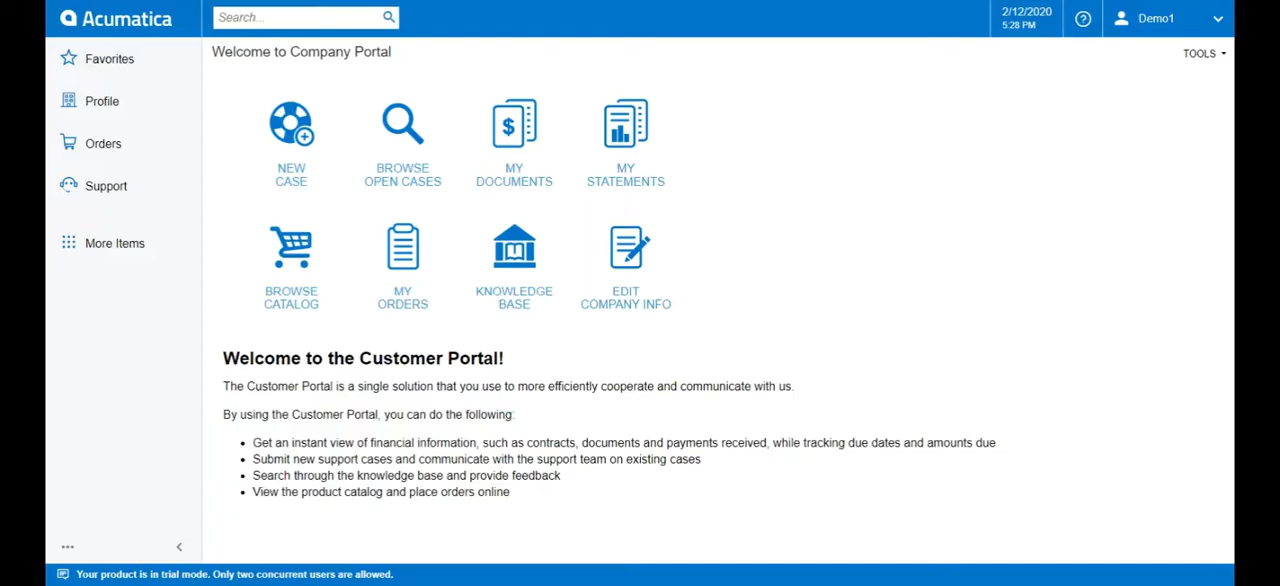 Acumatica
Search...
2/12/2020
5:28 PM
Demo1
Favorites
Profile
Orders
Support
More Items
Welcome to Company Portal
TOOLS
NEW
CASE
BROWSE
OPEN CASES
MY
DOCUMENTS
MY
STATEMENTS
BROWSE
CATALOG
MY
ORDERS
KNOWLEDGE
BASE
EDIT
COMPANY INFO
Welcome to the Customer Portal!
The Customer Portal is a single solution that you use to more efficiently cooperate and communicate with us.
By using the Customer Portal, you can do the following:
• Get an instant view of financial information, such as contracts, documents and payments received, while tracking due dates and amounts due
• Submit new support cases and communicate with the support team on existing cases
• Search through the knowledge base and provide feedback
• View the product catalog and place orders online
Your product is in trial mode. Only two concurrent users are allowed.